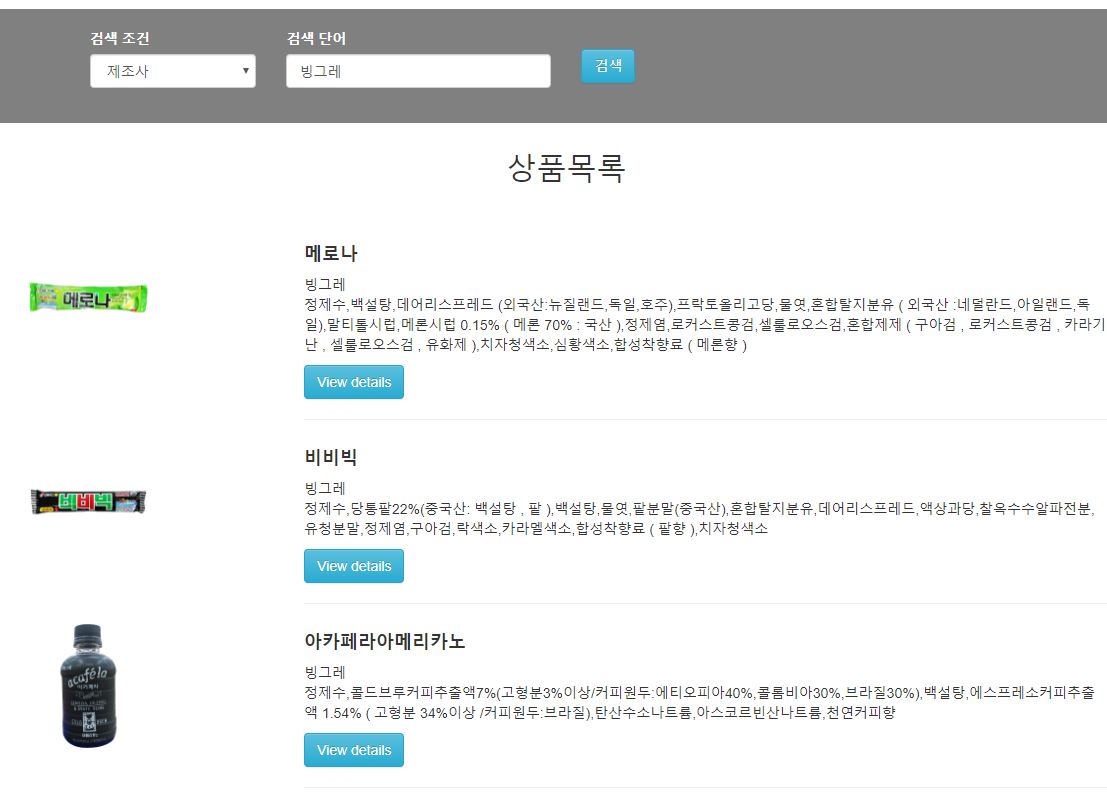 검색 조건 검색 단어
제조사 빙그레 검색
상품목록
메로나
메로나
빙그레
정제수,백설탕,데어리스프레드 (외국산:뉴질랜드,독일,호주),프락토올리고당,물엿,혼합탈지분유 ( 외국산 :네덜란드,아일랜드,독
일),말티톨시럽,메론시럽 0.15% ( 메론 70% : 국산 ),정제염,로커스트콩검,셀룰로오스검,혼합제제 ( 구아검 , 로커스트콩검 , 카라기
난 , 셀룰로오스검 , 유화제 ),치자청색소,심황색소,합성착향료 ( 메론향 )
View details
비비빅
비비빅
빙그레
정제수,당통팥22%(중국산: 백설탕 , 팥 ),백설탕,물엿,팥분말(중국산),혼합탈지분유,데어리스프레드,액상과당,찰옥수수알파전분,
유청분말,정제염,구아검,락색소,카라멜색소,합성착향료 ( 팥향 ),치자청색소
View details
acaféla
아카페라아메리카노
빙그레
정제수,콜드브루커피추출액7%(고형분3%이상/커피원두:에티오피아40%,콜롬비아30%,브라질30%),백설탕,에스프레소커피추출
액 1.54% ( 고형분 34%이상 /커피원두:브라질),탄산수소나트륨,아스코르빈산나트륨,천연커피향
View details